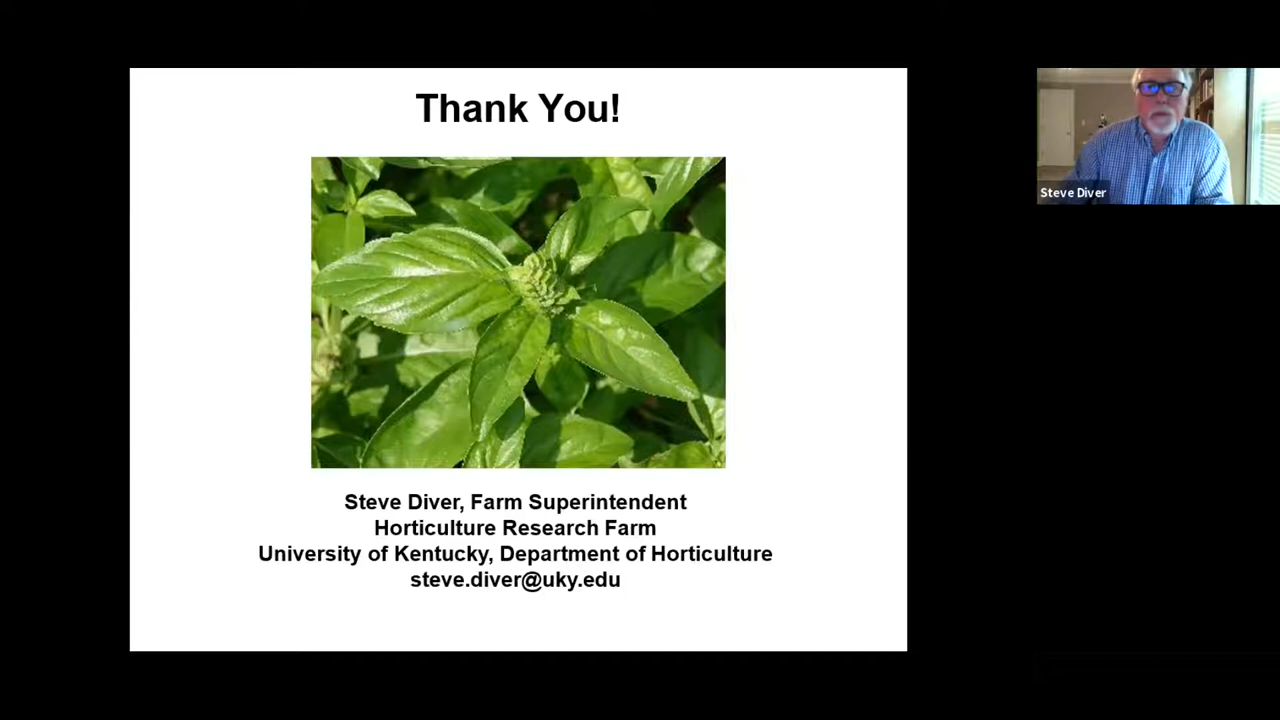 Thank You!
Steve Diver, Farm Superintendent
Horticulture Research Farm
University of Kentucky, Department of Horticulture
steve.diver@uky.edu
Steve Diver